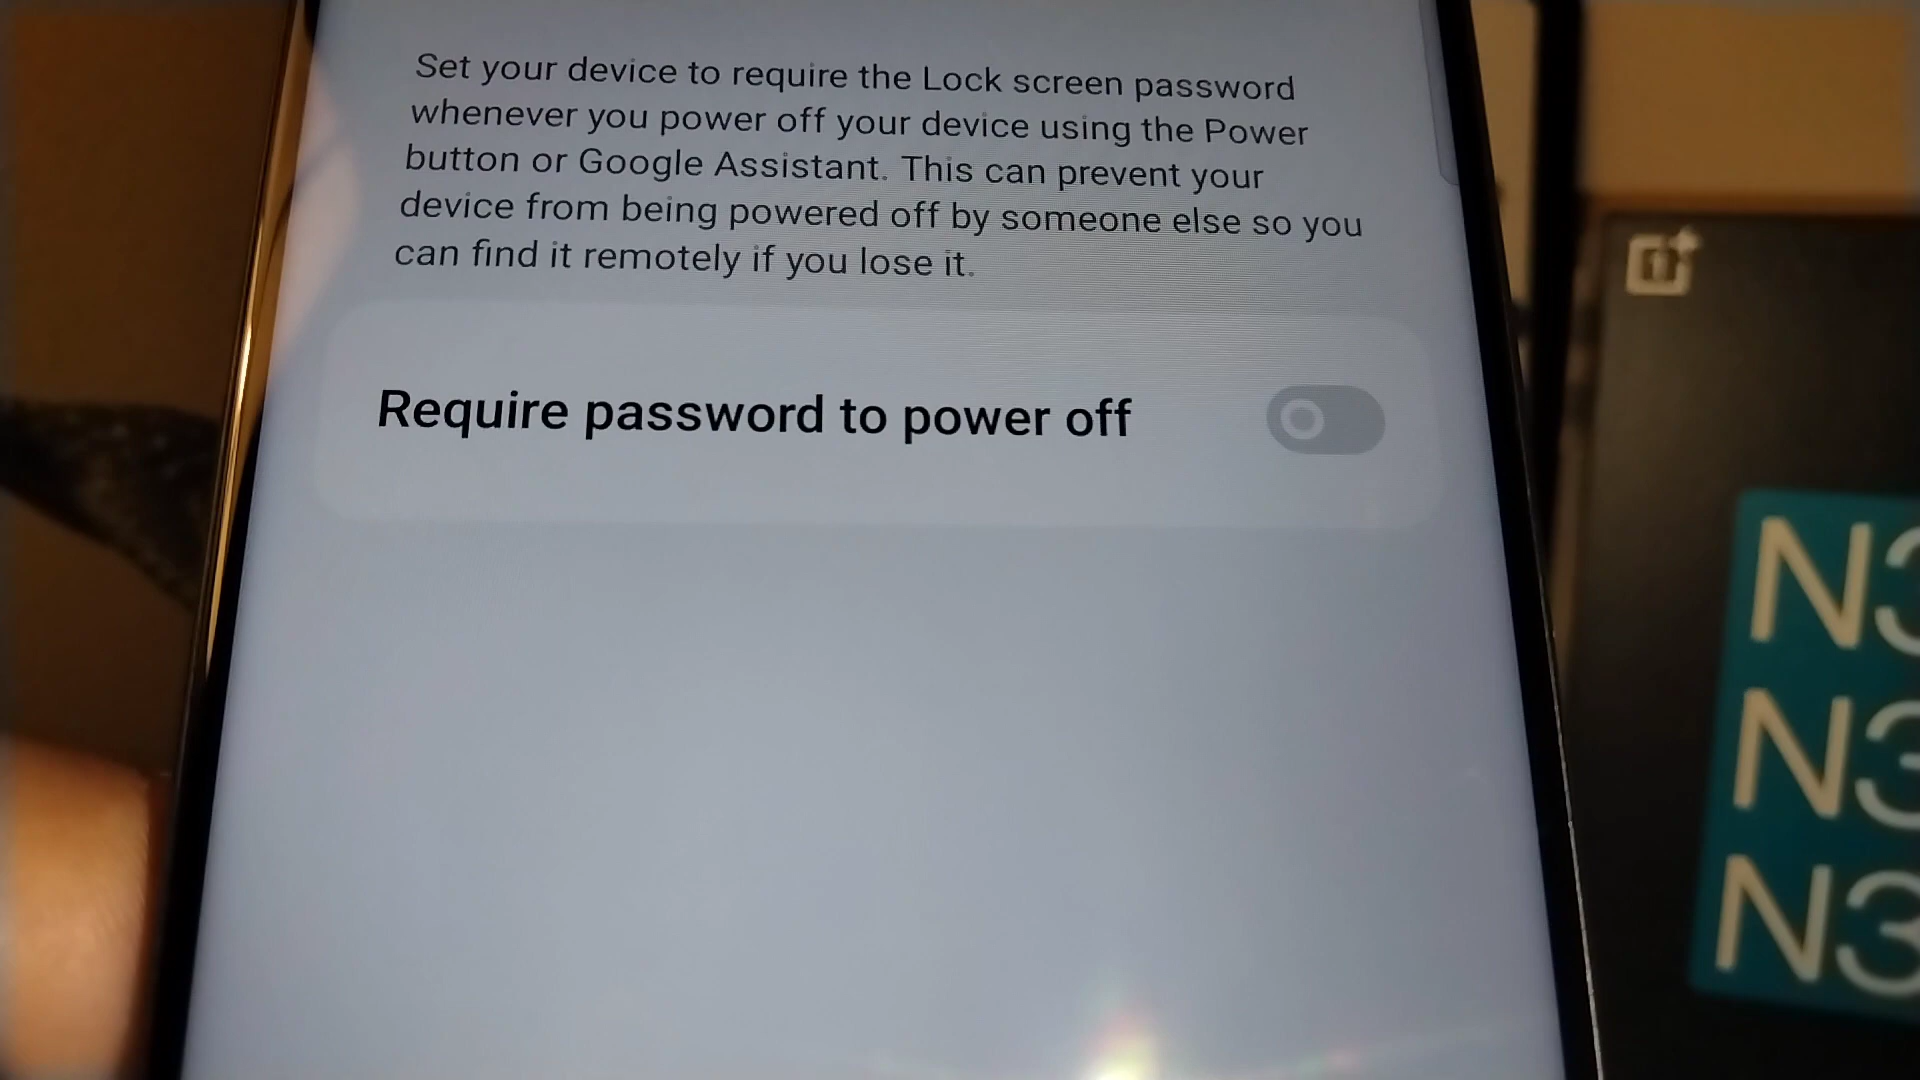 Set your device to require the Lock screen password
whenever you power off your device using the Power
button or Google Assistant. This can prevent your
device from being powered off by someone else so you
can find it remotely if you lose it.
Require password to power off
N3
N3
N3